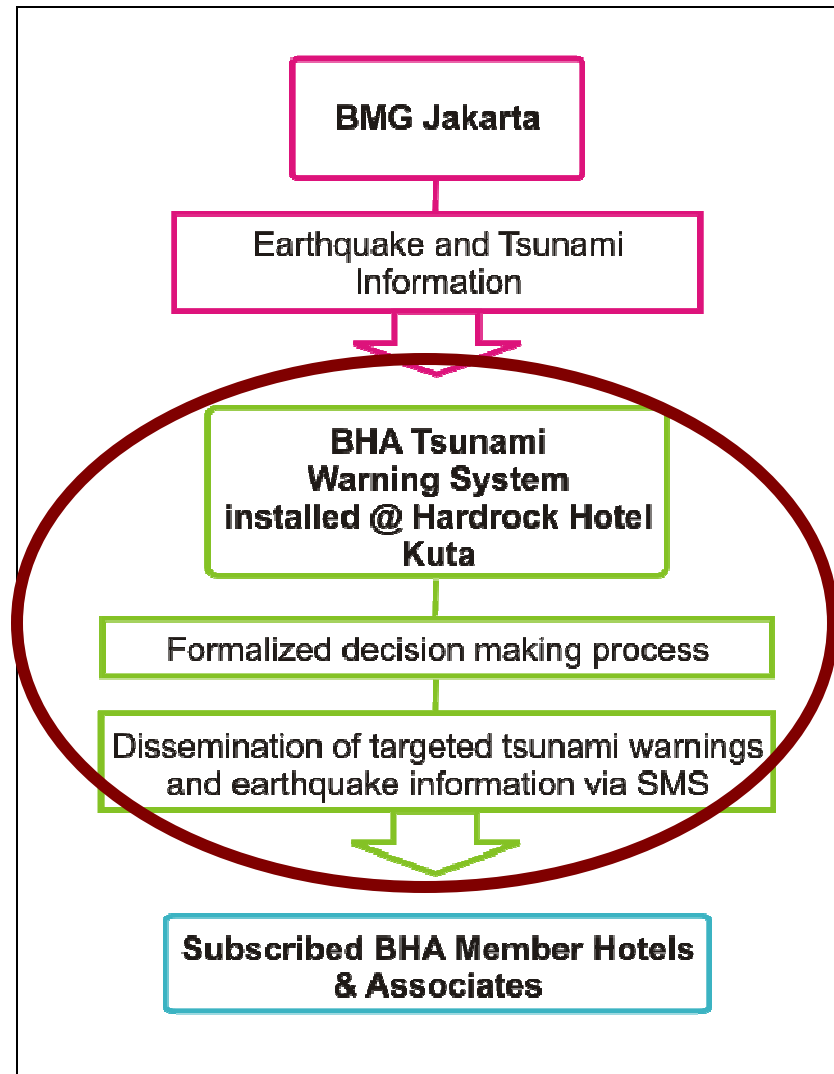 BMG Jakarta
Earthquake and Tsunami
Information
BHA Tsunami
Warning System
installed @ Hardrock Hotel
Kuta
Formalized decision making process
Dissemination of targeted tsunami warnings
and earthquake information via SMS
Subscribed BHA Member Hotels
& Associates